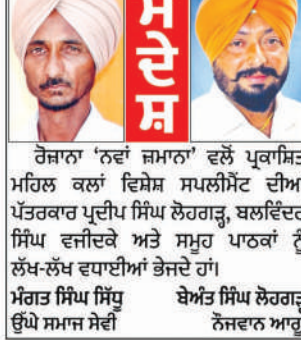 ਸੰਦੇਸ਼
ਰੋਜ਼ਾਨਾ ‘ਨਵਾਂ ਜ਼ਮਾਨਾ’ ਵਲੋਂ ਪ੍ਰਕਾਸ਼ਿਤ
ਮਹਿਲ ਕਲਾਂ ਵਿਸ਼ੇਸ਼ ਸਪਲੀਮੈਂਟ ਦੀਆਂ
ਪੱਤਰਕਾਰ ਪ੍ਰਦੀਪ ਸਿੰਘ ਲੋਹਗੜ੍ਹ, ਬਲਵਿੰਦਰ
ਸਿੰਘ ਵਜੀਦਕੇ ਅਤੇ ਸਮੂਹ ਪਾਠਕਾਂ ਨੂੰ
ਲੱਖ-ਲੱਖ ਵਧਾਈਆਂ ਭੇਜਦੇ ਹਾਂ।
ਮੰਗਤ ਸਿੰਘ ਸਿੱਧੂ ਬੇਅੰਤ ਸਿੰਘ ਲੋਹਗੜ੍ਹ
ਉੱਘੇ ਸਮਾਜ ਸੇਵੀ ਨੌਜਵਾਨ ਆਗੂ